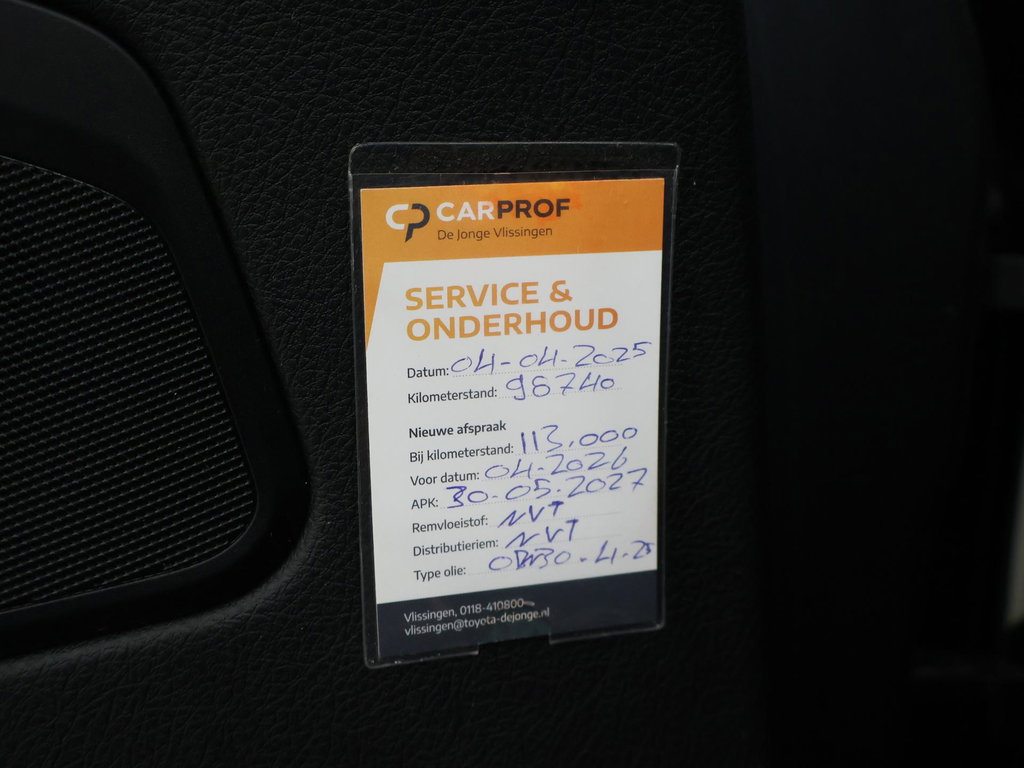 CP CARPROF
De Jonge Vlissingen
SERVICE &
ONDERHOUD
Datum: 04-04-2025
Kilometerstand: 98740
Nieuwe afspraak
Bij kilometerstand: 113.000
Voor datum: 04-2026
APK: 30-05-2027
Remvloeistof: NVT
Distributieriem: NVT
Type olie:
Vlissingen, 0118-410800
vlissingen@toyota-dejonge.nl